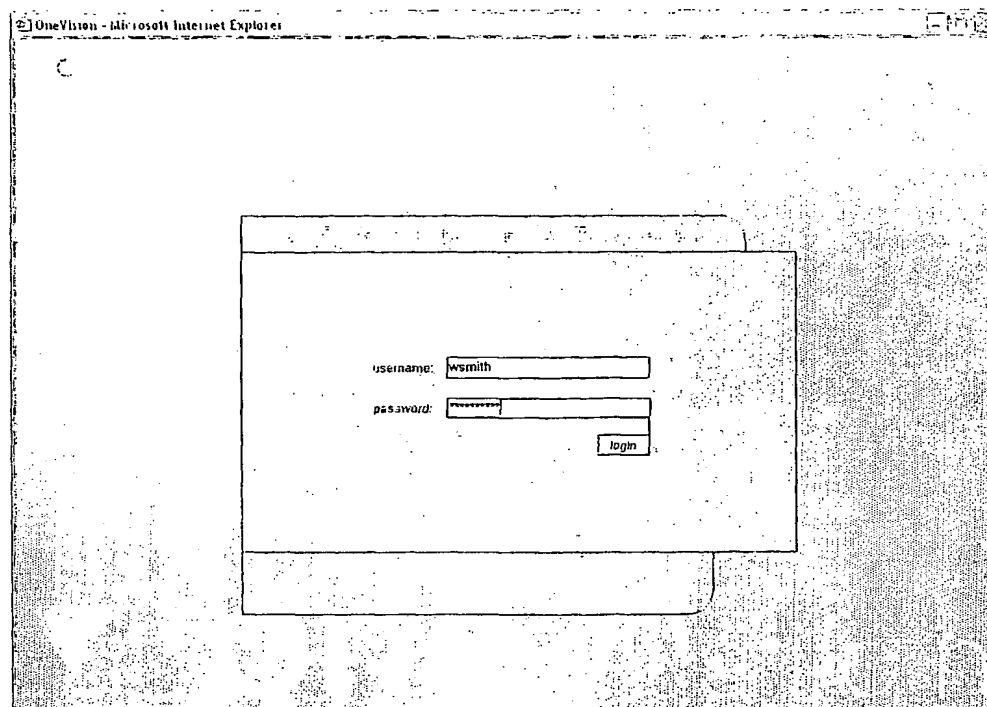 OneVision - Microsoft Internet Explorer
username: wsmith
password: ********
login